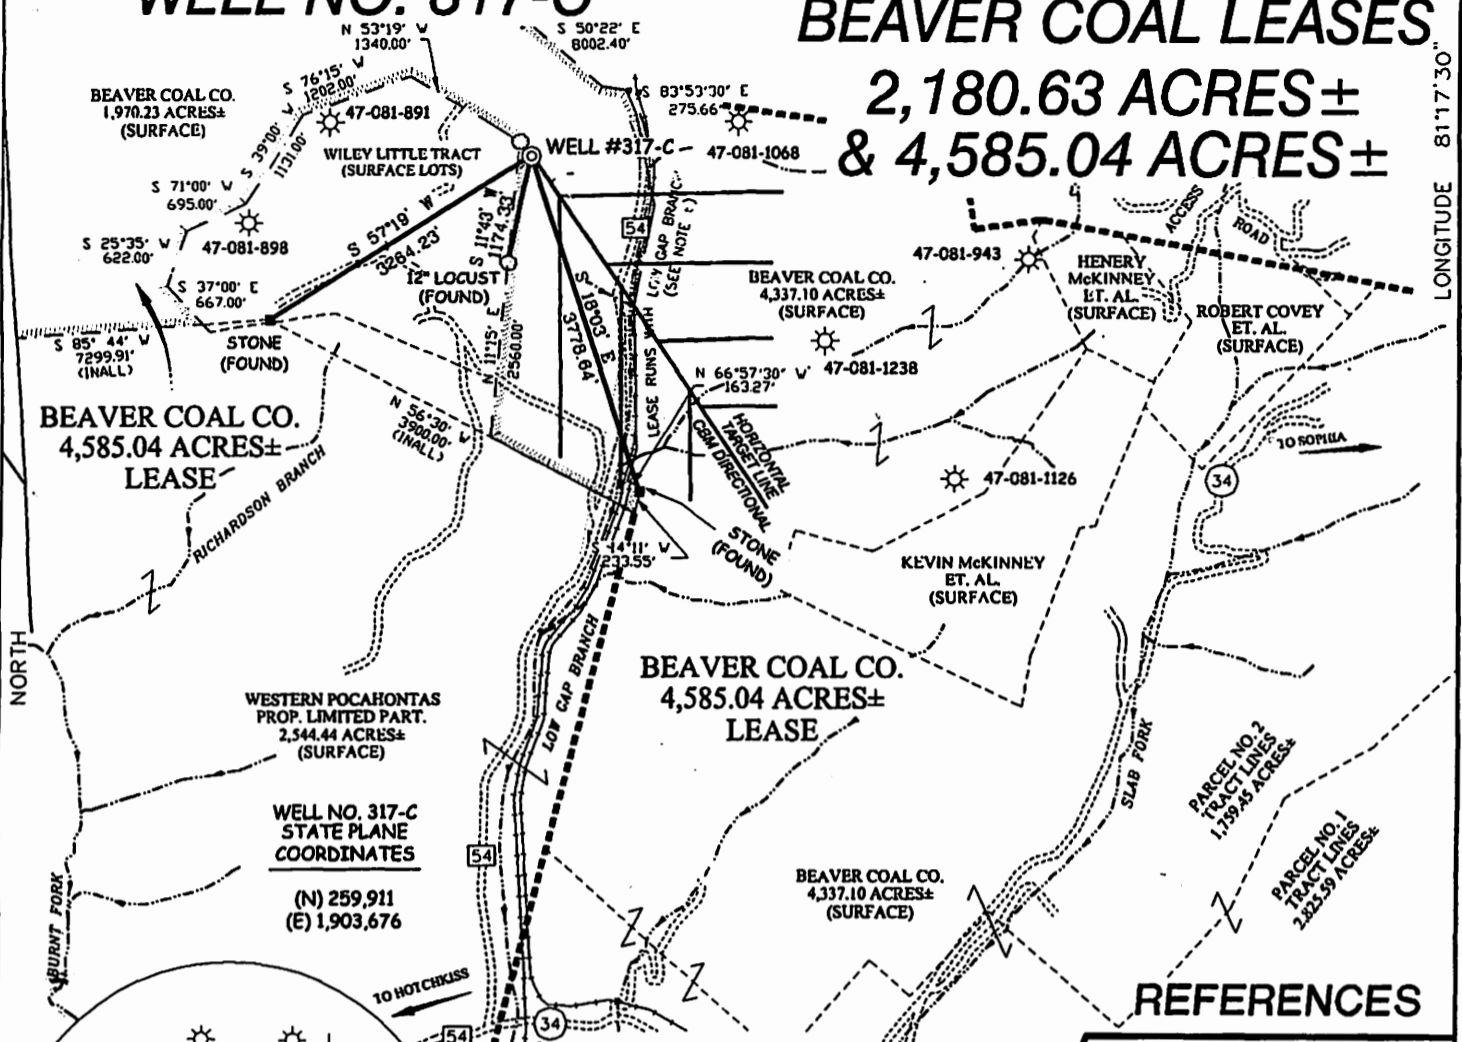 WELL NO. 317-C
BEAVER COAL LEASES
2,180.63 ACRES±
& 4,585.04 ACRES±
LONGITUDE 81°17'30"
N 53°19' W
1340.00'
S 50°22' E
8002.40'
S 76°15' W
1202.00'
BEAVER COAL CO.
1,970.23 ACRES±
(SURFACE)
47-081-891
S 83°53'30" E
275.66'
47-081-1068
WELL #317-C
S 39°00' W
1131.00'
WILEY LITTLE TRACT
(SURFACE LOTS)
S 71°00' W
695.00'
47-081-898
S 25°35' W
622.00'
S 37°00' E
667.00'
S 57°19' W
3264.23'
S 11°43' W
1174.33'
12" LOCUST
(FOUND)
54
LEASE RUNS WITH
GAP BRANC
(SEE NOTE
BEAVER COAL CO.
4,337.10 ACRES±
(SURFACE)
47-081-1238
47-081-943
HENERY
McKINNEY
ET. AL.
(SURFACE)
ACCESS
ROAD
ROBERT COVEY
ET. AL.
(SURFACE)
S 85° 44' W
7299.91'
(INALL)
STONE
(FOUND)
N 11°15' E
2560.00'
S 18°03' E
3778.64'
N 66°57'30" W
163.27'
HORIZONTAL
TARGET LINE
CBM DIRECTIONAL
N 56°30' W
3900.00'
(INALL)
BEAVER COAL CO.
4,585.04 ACRES±
LEASE
RICHARDSON BRANCH
TO SOPHIA
34
47-081-1126
STONE
(FOUND)
14°11' W
233.55'
KEVIN McKINNEY
ET. AL.
(SURFACE)
NORTH
LOW GAP BRANCH
BEAVER COAL CO.
4,585.04 ACRES±
LEASE
WESTERN POCAHONTAS
PROP. LIMITED PART.
2,544.44 ACRES±
(SURFACE)
SLAB FORK
PARCEL NO. 2
TRACT LINES
1,759.45 ACRES±
PARCEL NO. 1
TRACT LINES
2,825.59 ACRES±
WELL NO. 317-C
STATE PLANE
COORDINATES
(N) 259,911
(E) 1,903,676
54
BEAVER COAL CO.
4,337.10 ACRES±
(SURFACE)
BURNT FORK
TO HOTCHKISS
54
34
REFERENCES